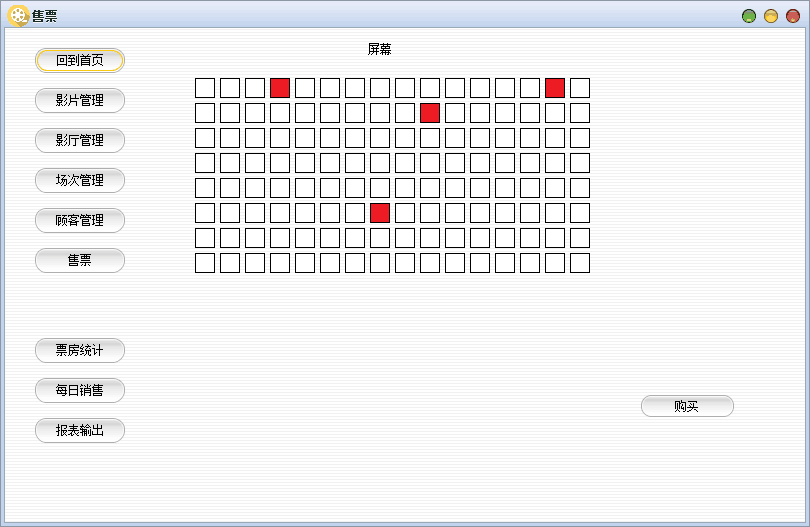 售票
屏幕
回到首页
影片管理
影厅管理
场次管理
顾客管理
售票
票房统计
每日销售
报表输出
购买